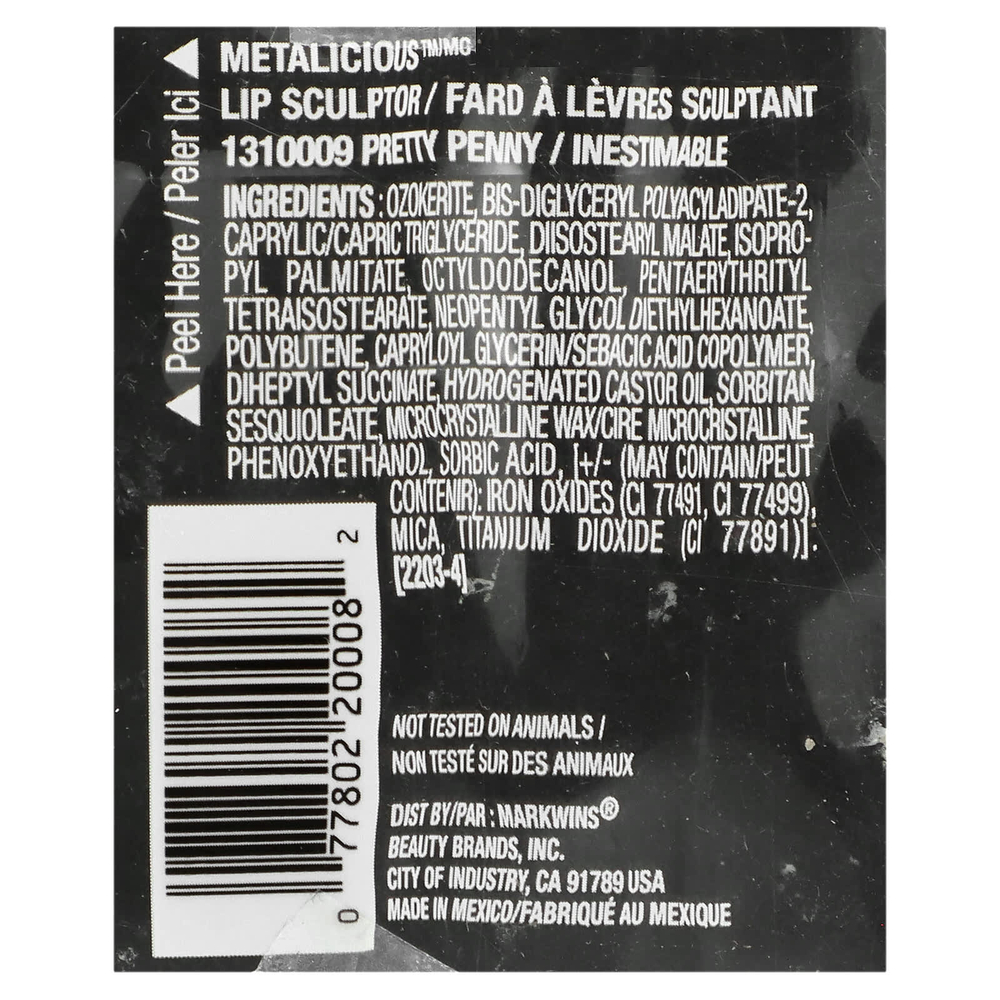 METALICIOUS™/MC
LIP SCULPTOR / FARD À LÈVRES SCULPTANT
1310009 PRETTY PENNY / INESTIMABLE
INGREDIENTS : OZOKERITE, BIS-DIGLYCERYL POLYACYLADIPATE-2,
CAPRYLIC/CAPRIC TRIGLYCERIDE, DIISOSTEARYL MALATE, ISOPRO-
PYL PALMITATE, OCTYLDODECANOL, PENTAERYTHRITYL
TETRAISOSTEARATE, NEOPENTYL GLYCOL DIETHYLHEXANOATE,
POLYBUTENE, CAPRYLOYL GLYCERIN/SEBACIC ACID COPOLYMER,
DIHEPTYL SUCCINATE, HYDROGENATED CASTOR OIL, SORBITAN
SESQUIOLEATE, MICROCRYSTALLINE WAX/CIRE MICROCRISTALLINE,
PHENOXYETHANOL, SORBIC ACID, [+/- (MAY CONTAIN/PEUT
CONTENIR): IRON OXIDES (CI 77491, CI 77499),
MICA, TITANIUM DIOXIDE (CI 77891)].
[2203-4]
Peel Here / Peler Ici
0 77802 20008 2
NOT TESTED ON ANIMALS /
NON TESTÉ SUR DES ANIMAUX
DIST BY/PAR : MARKWINS®
BEAUTY BRANDS, INC.
CITY OF INDUSTRY, CA 91789 USA
MADE IN MEXICO/FABRIQUÉ AU MEXIQUE